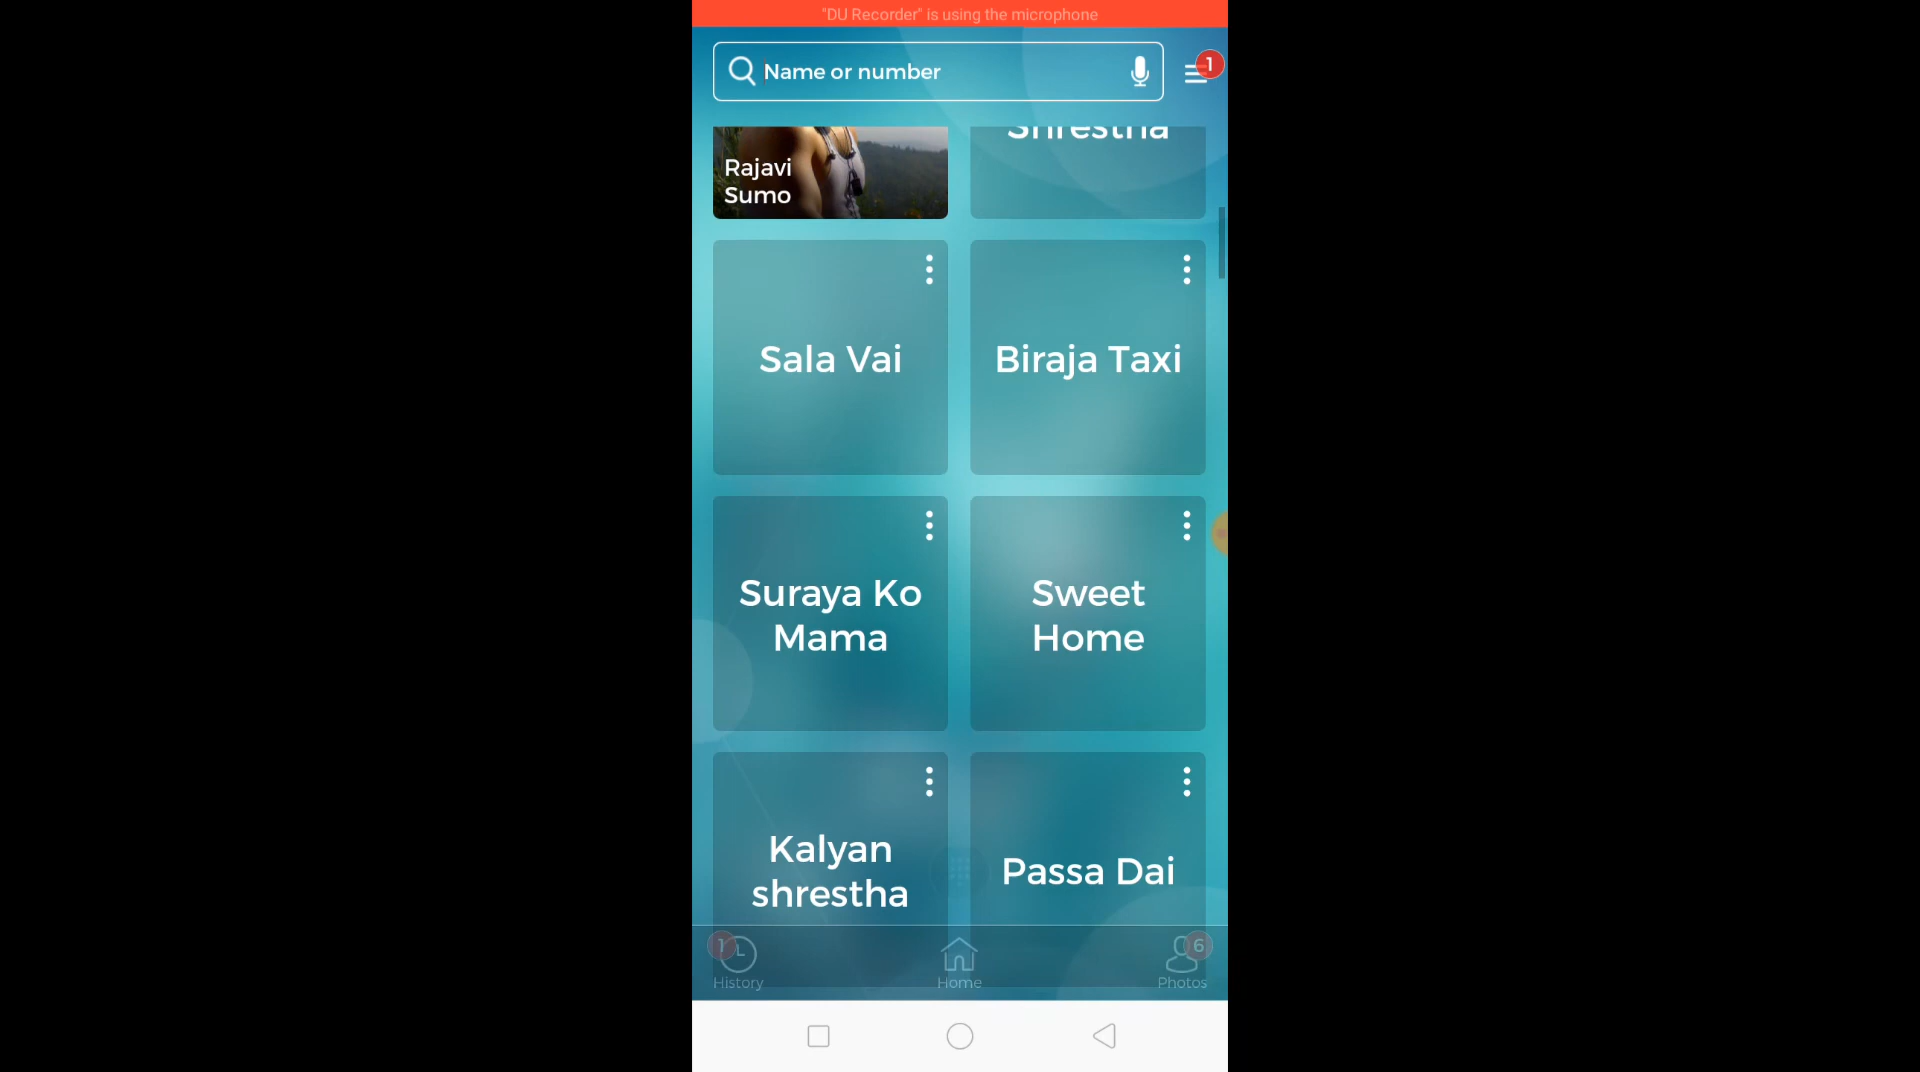 "DU Recorder" is using the microphone
Name or number
1
Shrestha
Rajavi
Sumo
Sala Vai
Biraja Taxi
Suraya Ko
Mama
Sweet
Home
Kalyan
shrestha
Passa Dai
1
6
History
Home
Photos